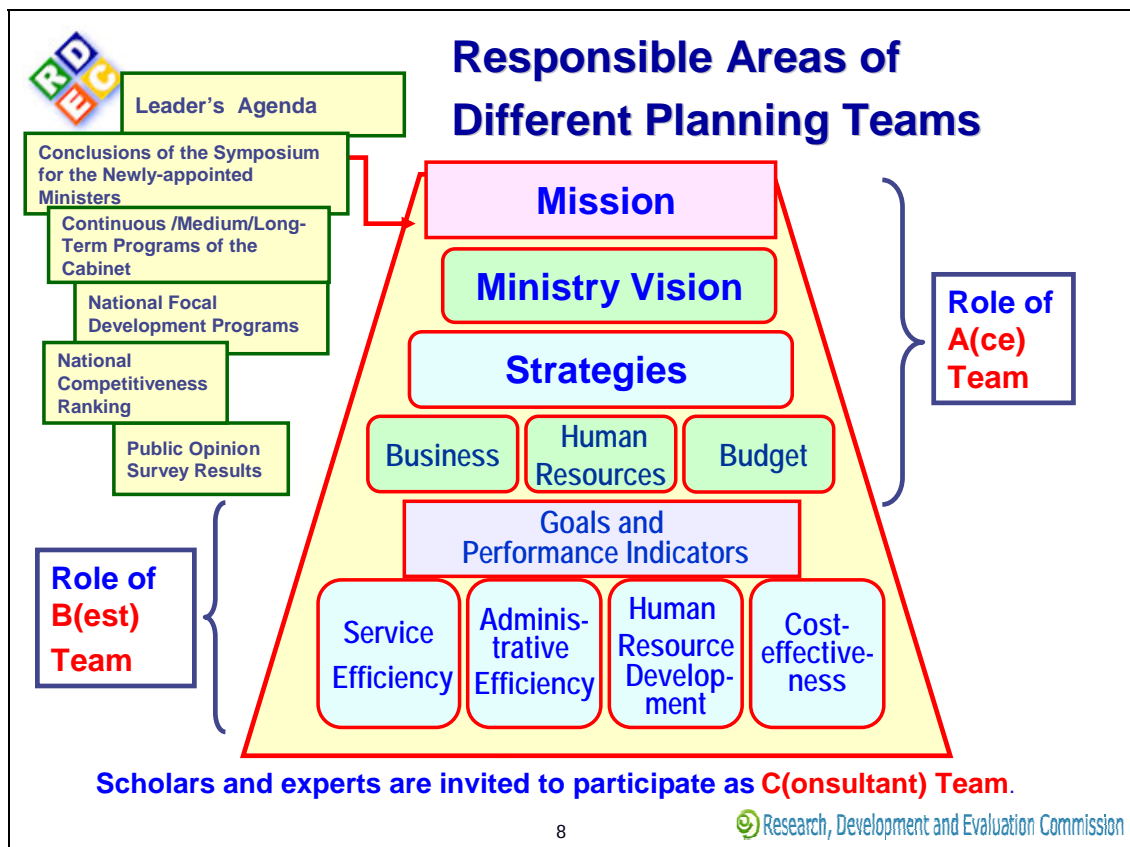 Responsible Areas of
Different Planning Teams
R
D
E
C
Leader's Agenda
Conclusions of the Symposium
for the Newly-appointed
Ministers
Continuous /Medium/Long-
Term Programs of the
Cabinet
National Focal
Development Programs
National
Competitiveness
Ranking
Public Opinion
Survey Results
Mission
Ministry Vision
Strategies
Business
Human
Resources
Budget
Role of
A(ce)
Team
Goals and
Performance Indicators
Role of
B(est)
Team
Service
Efficiency
Adminis-
trative
Efficiency
Human
Resource
Develop-
ment
Cost-
effective-
ness
Scholars and experts are invited to participate as C(onsultant) Team.
8
Research, Development and Evaluation Commission